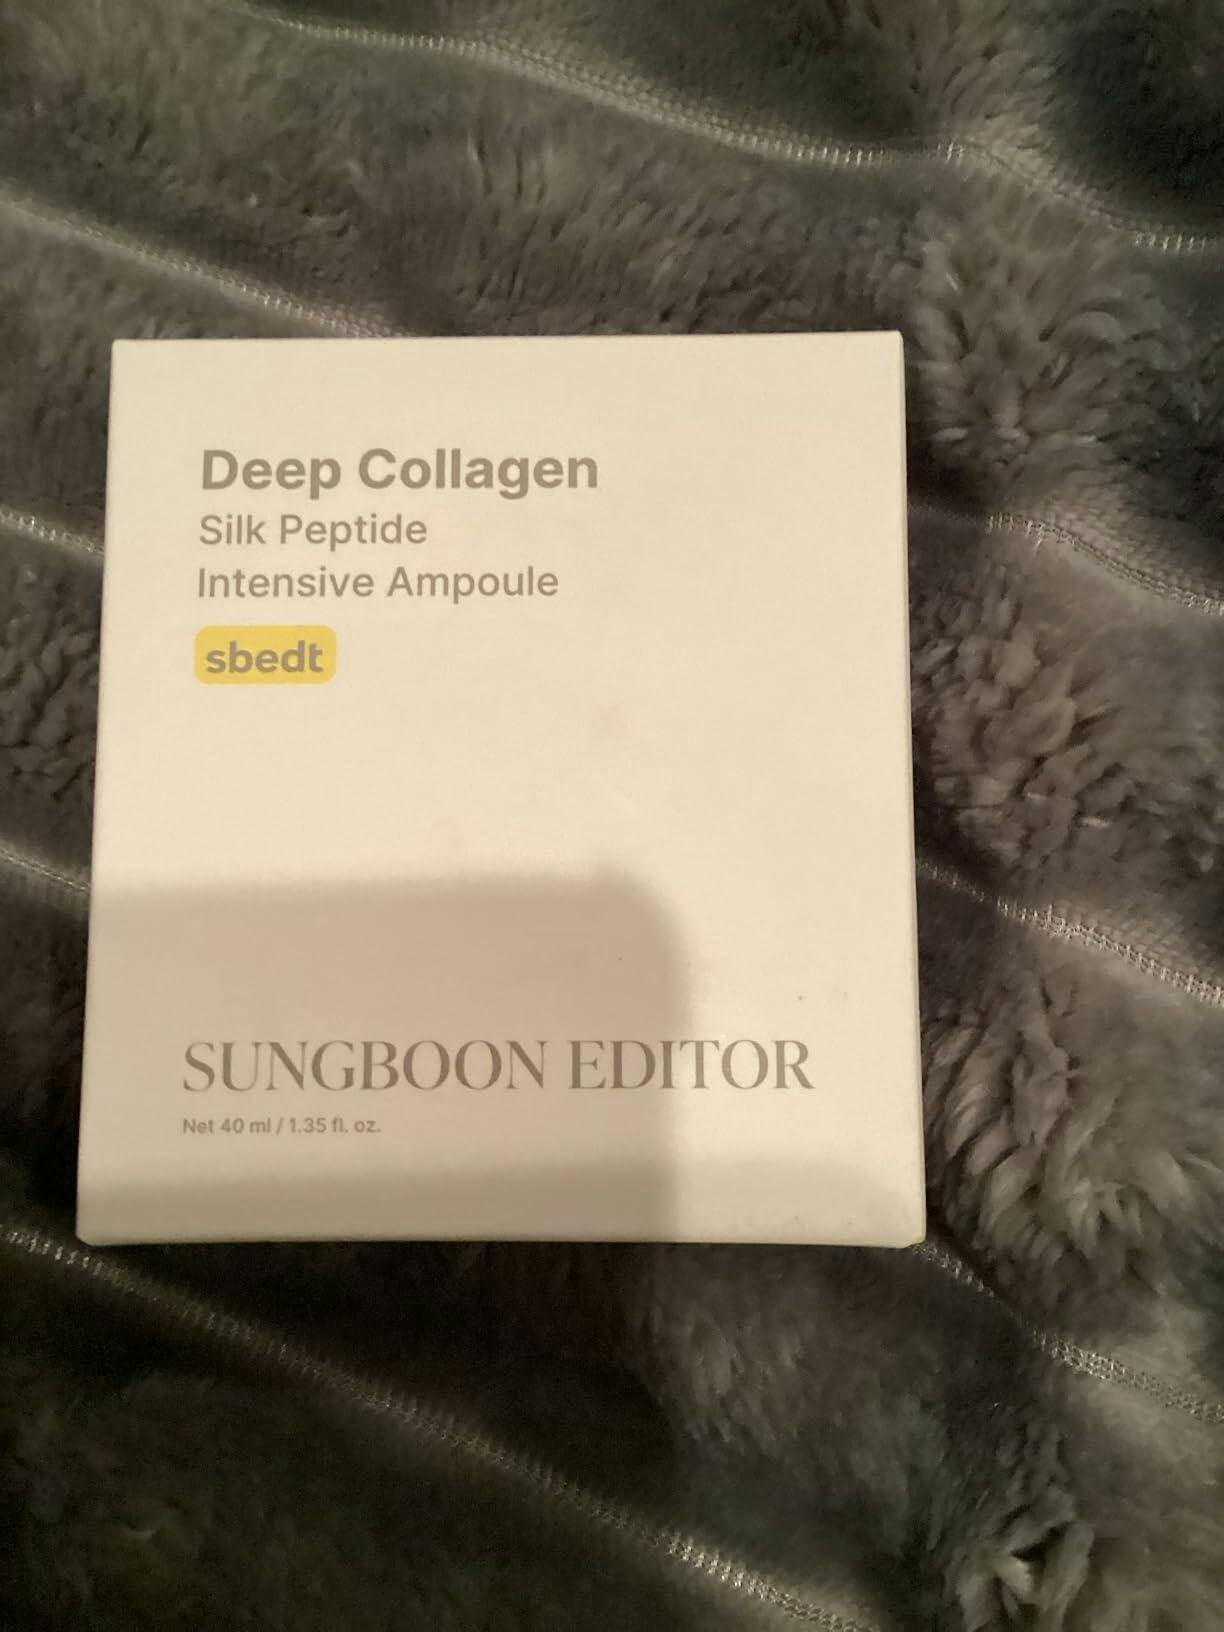 Deep Collagen
Silk Peptide
Intensive Ampoule
sbedt
SUNGBOON EDITOR
Net 40 ml / 1.35 fl. oz.